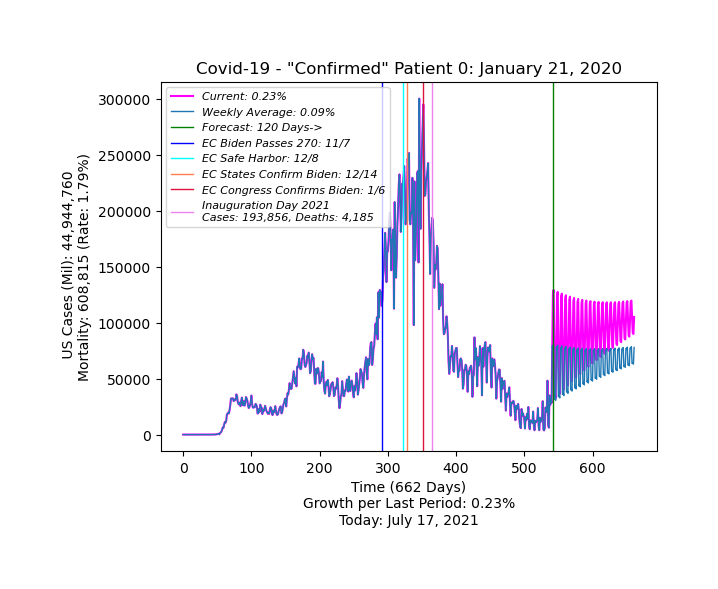 Covid-19 - "Confirmed" Patient 0: January 21, 2020
US Cases (Mil): 44,944,760
Mortality: 608,815 (Rate: 1.79%)
300000
250000
200000
150000
100000
50000
0
Current: 0.23%
Weekly Average: 0.09%
Forecast: 120 Days->
EC Biden Passes 270: 11/7
EC Safe Harbor: 12/8
EC States Confirm Biden: 12/14
EC Congress Confirms Biden: 1/6
Inauguration Day 2021
Cases: 193,856, Deaths: 4,185
0 100 200 300 400 500 600
Time (662 Days)
Growth per Last Period: 0.23%
Today: July 17, 2021